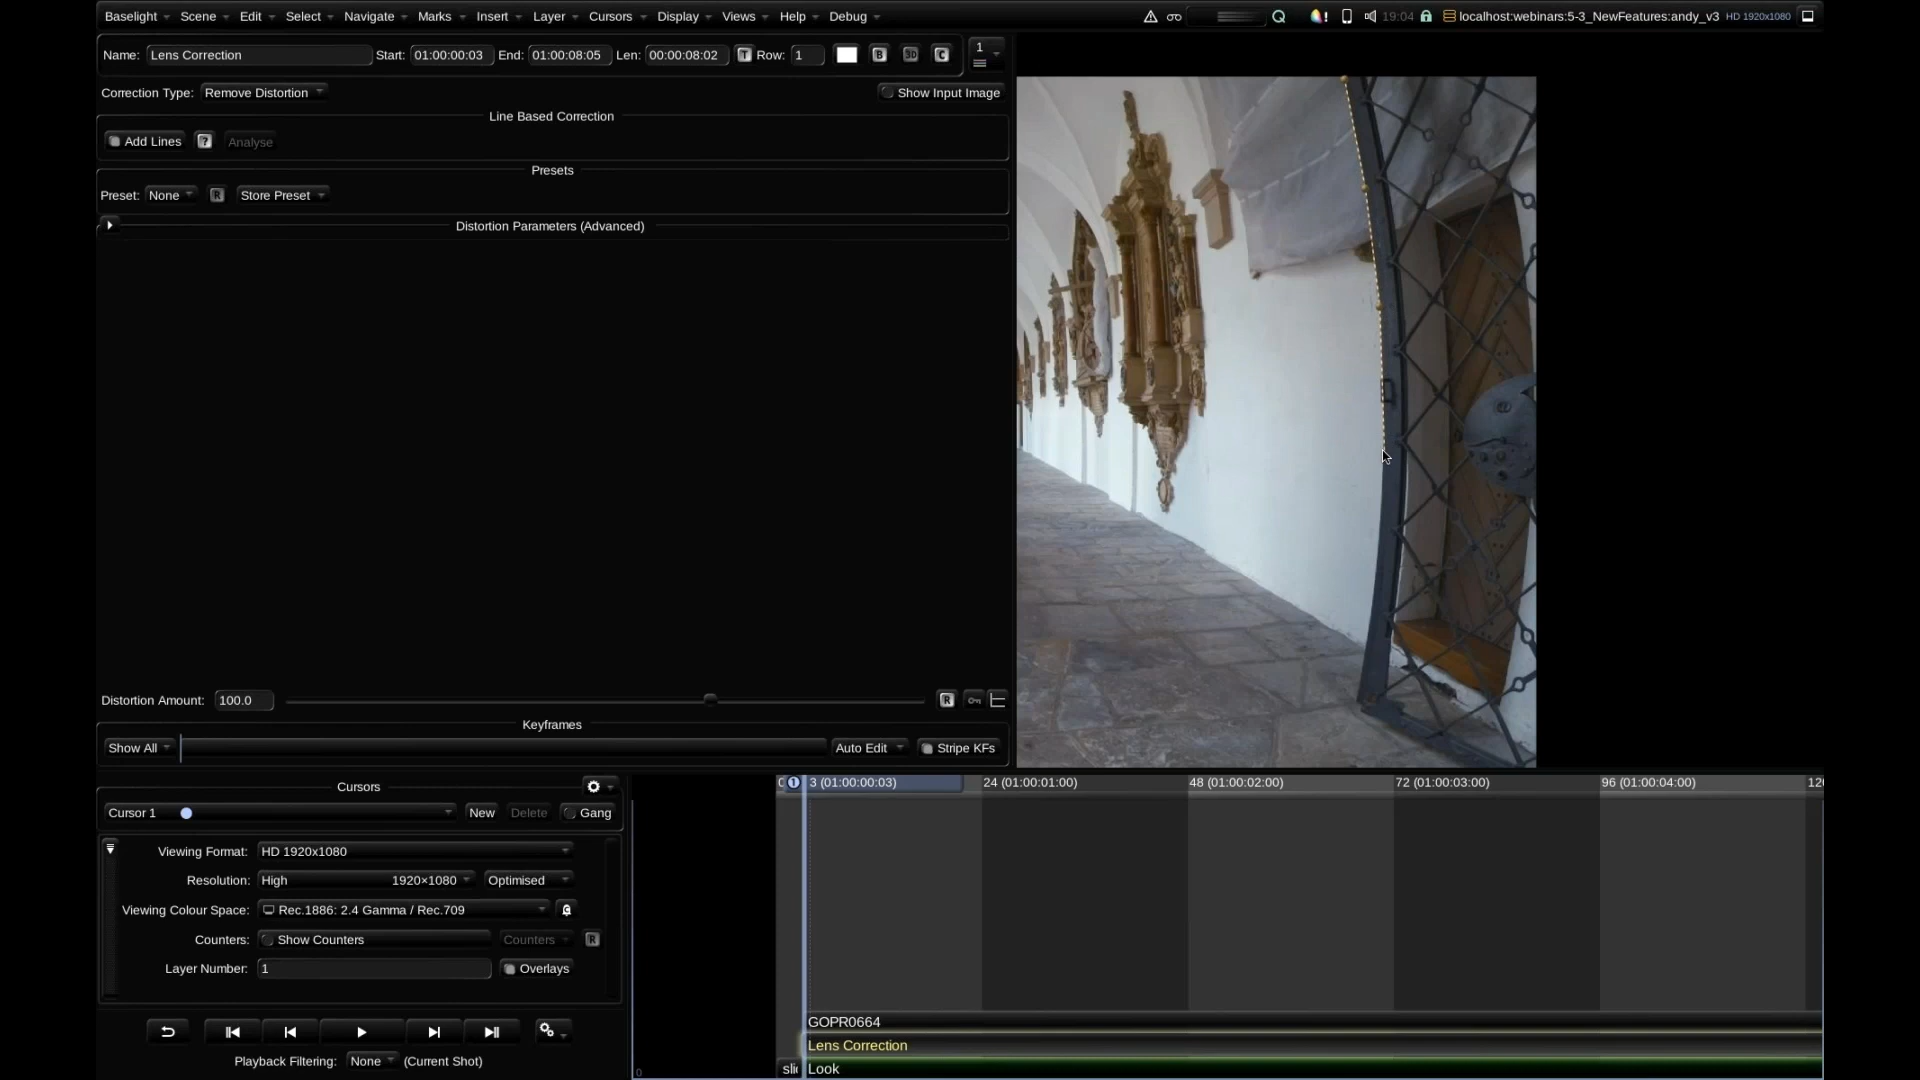 Baselight Scene Edit Select Navigate Marks Insert Layer Cursors Display Views Help Debug 19:04 localhost:webinars:5-3_NewFeatures:andy_v3 HD 1920x1080
Name: Lens Correction Start: 01:00:00:03 End: 01:00:08:05 Len: 00:00:08:02 T Row: 1 B 3D C 1
Correction Type: Remove Distortion Show Input Image
Line Based Correction
Add Lines ? Analyse
Presets
Preset: None R Store Preset
Distortion Parameters (Advanced)
Distortion Amount: 100.0 R
Keyframes
Show All Auto Edit Stripe KFs
Cursors
Cursor 1 New Delete Gang
Viewing Format: HD 1920x1080
Resolution: High 1920×1080 Optimised
Viewing Colour Space: Rec.1886: 2.4 Gamma / Rec.709
Counters: Show Counters Counters R
Layer Number: 1 Overlays
Playback Filtering: None (Current Shot)
0 1 3 (01:00:00:03) 24 (01:00:01:00) 48 (01:00:02:00) 72 (01:00:03:00) 96 (01:00:04:00)
GOPR0664
Lens Correction
Look
0